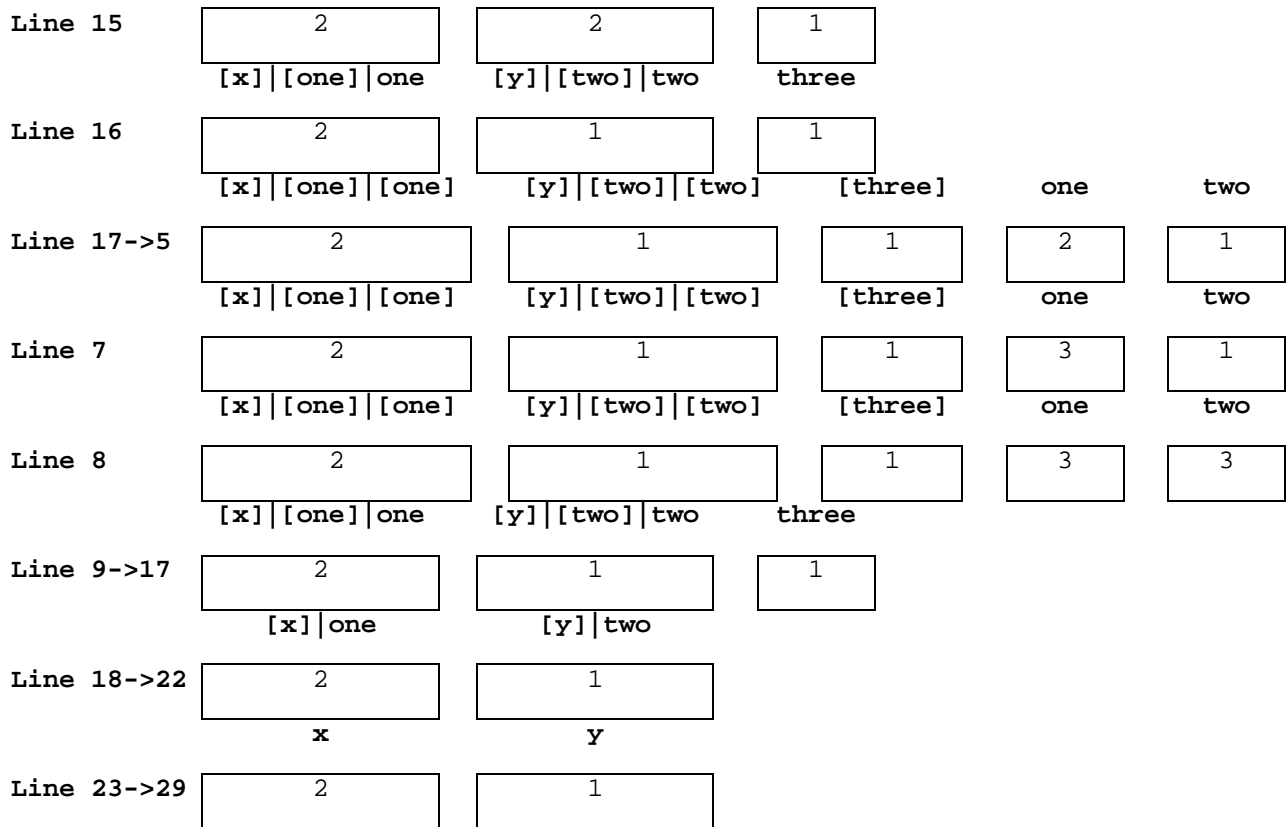 Line 15 2 2 1
[x]|[one]|one [y]|[two]|two three
Line 16 2 1 1
[x]|[one]|[one] [y]|[two]|[two] [three] one two
Line 17->5 2 1 1 2 1
[x]|[one]|[one] [y]|[two]|[two] [three] one two
Line 7 2 1 1 3 1
[x]|[one]|[one] [y]|[two]|[two] [three] one two
Line 8 2 1 1 3 3
[x]|[one]|one [y]|[two]|two three
Line 9->17 2 1 1
[x]|one [y]|two
Line 18->22 2 1
x y
Line 23->29 2 1